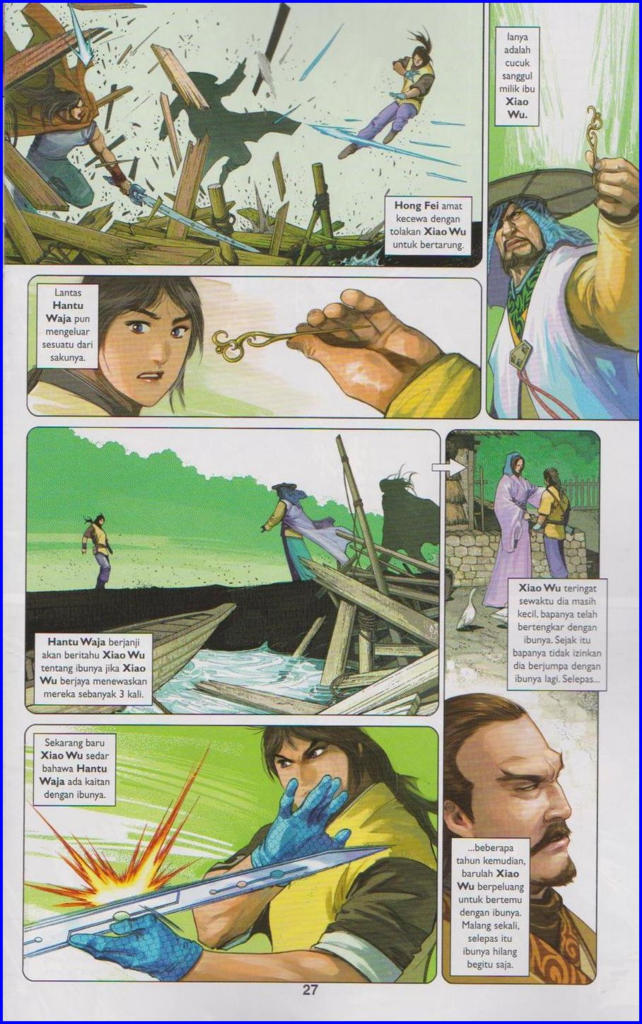 Hong Fei amat
kecewa dengan
tolakan Xiao Wu
untuk bertarung.
Lantas
Hantu
Waja pun
mengeluar
sesuatu dari
sakunya.
Ianya
adalah
cucuk
sanggul
milik ibu
Xiao
Wu.
Hantu Waja berjanji
akan beritahu Xiao Wu
tentang ibunya jika Xiao
Wu berjaya menewaskan
mereka sebanyak 3 kali.
Xiao Wu teringat
sewaktu dia masih
kecil, bapanya telah
bertengkar dengan
ibunya. Sejak itu
bapanya tidak izinkan
dia berjumpa dengan
ibunya lagi. Selepas...
...beberapa
tahun kemudian,
barulah Xiao
Wu berpeluang
untuk bertemu
dengan ibunya.
Malang sekali,
selepas itu
ibunya hilang
begitu saja.
Sekarang baru
Xiao Wu sedar
bahawa Hantu
Waja ada kaitan
dengan ibunya.
27